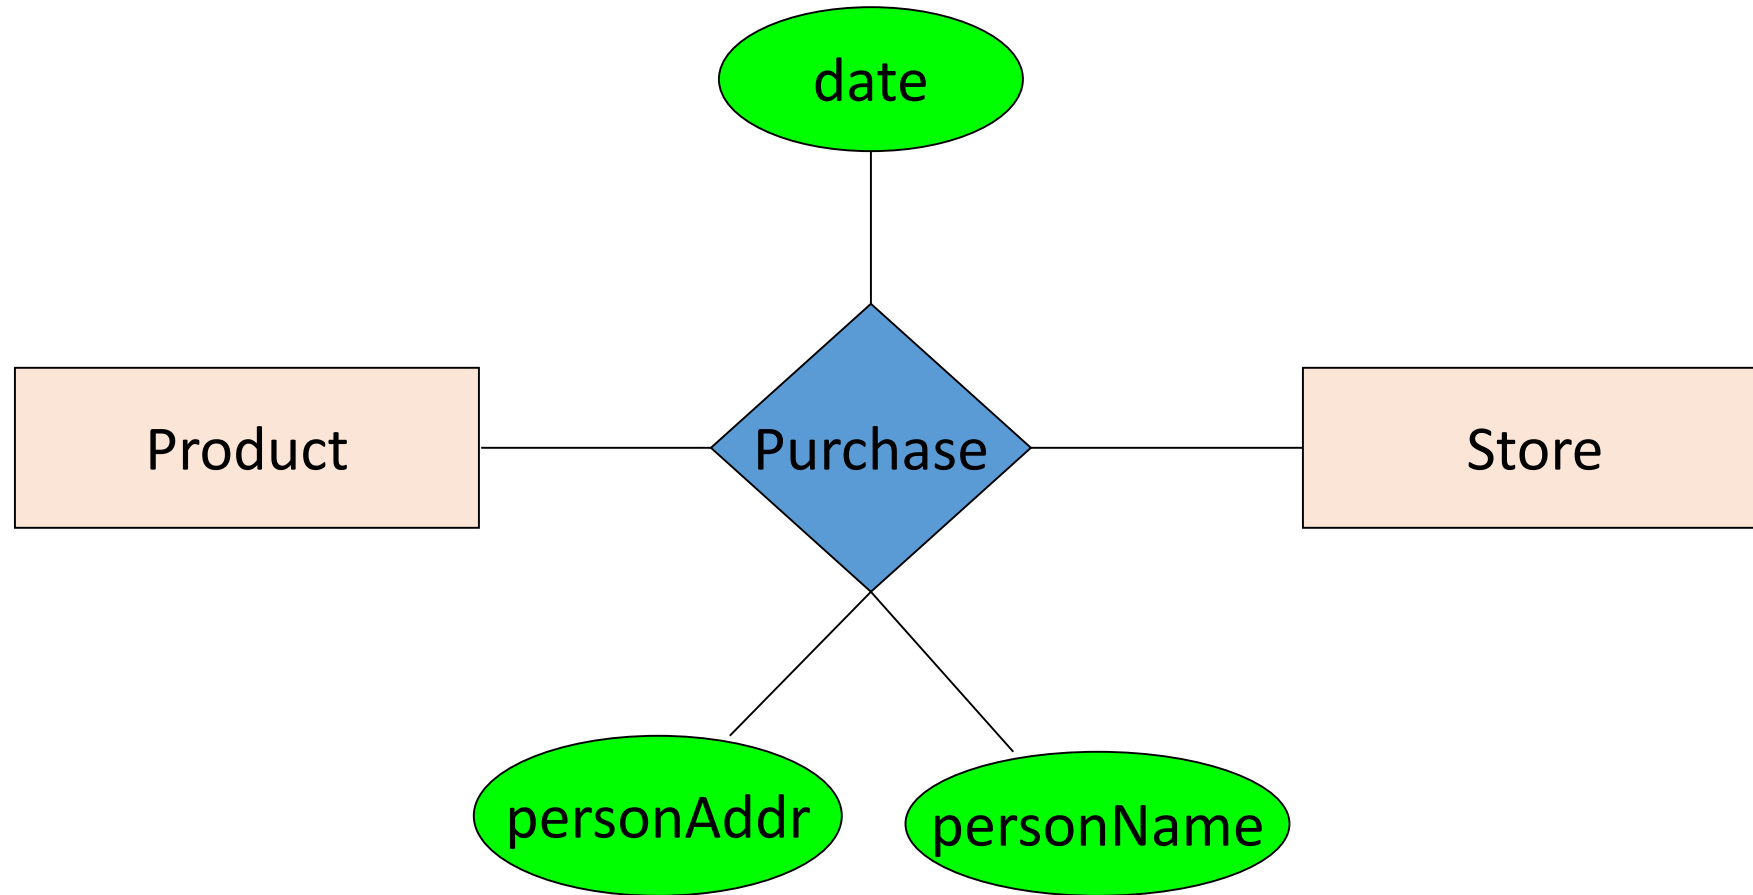 date
Product
Purchase
Store
personAddr
personName